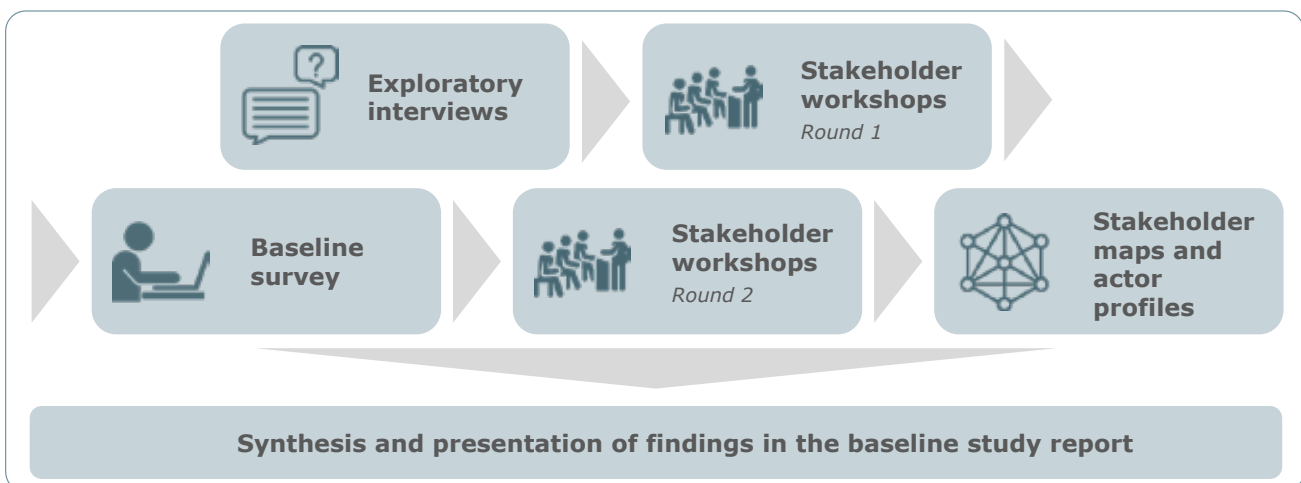 ?
Exploratory
interviews
Stakeholder
workshops
Round 1
Baseline
survey
Stakeholder
workshops
Round 2
Stakeholder
maps and
actor
profiles
Synthesis and presentation of findings in the baseline study report